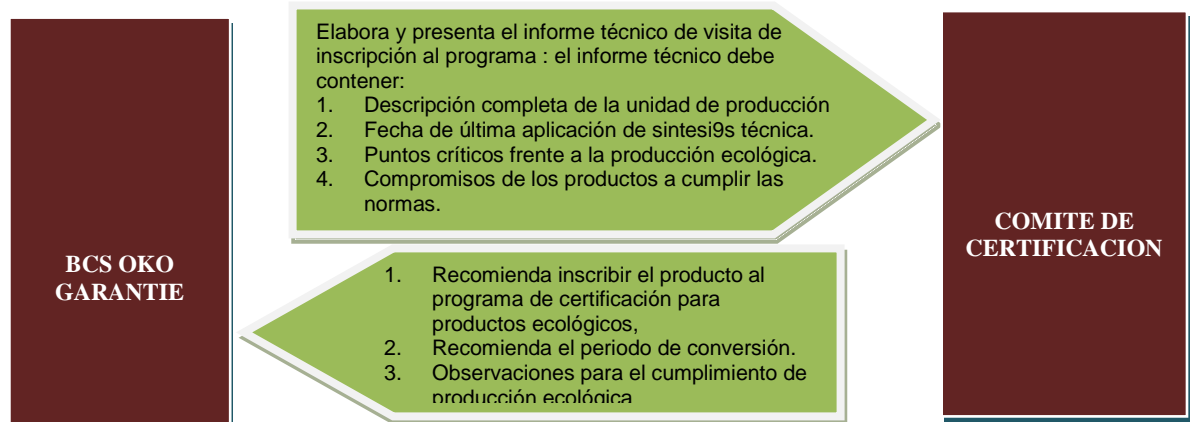 BCS OKO
GARANTIE
Elabora y presenta el informe técnico de visita de
inscripción al programa : el informe técnico debe
contener:
1. Descripción completa de la unidad de producción
2. Fecha de última aplicación de sintesi9s técnica.
3. Puntos críticos frente a la producción ecológica.
4. Compromisos de los productos a cumplir las
normas.
1. Recomienda inscribir el producto al
programa de certificación para
productos ecológicos,
2. Recomienda el periodo de conversión.
3. Observaciones para el cumplimiento de
producción ecológica
COMITE DE
CERTIFICACION